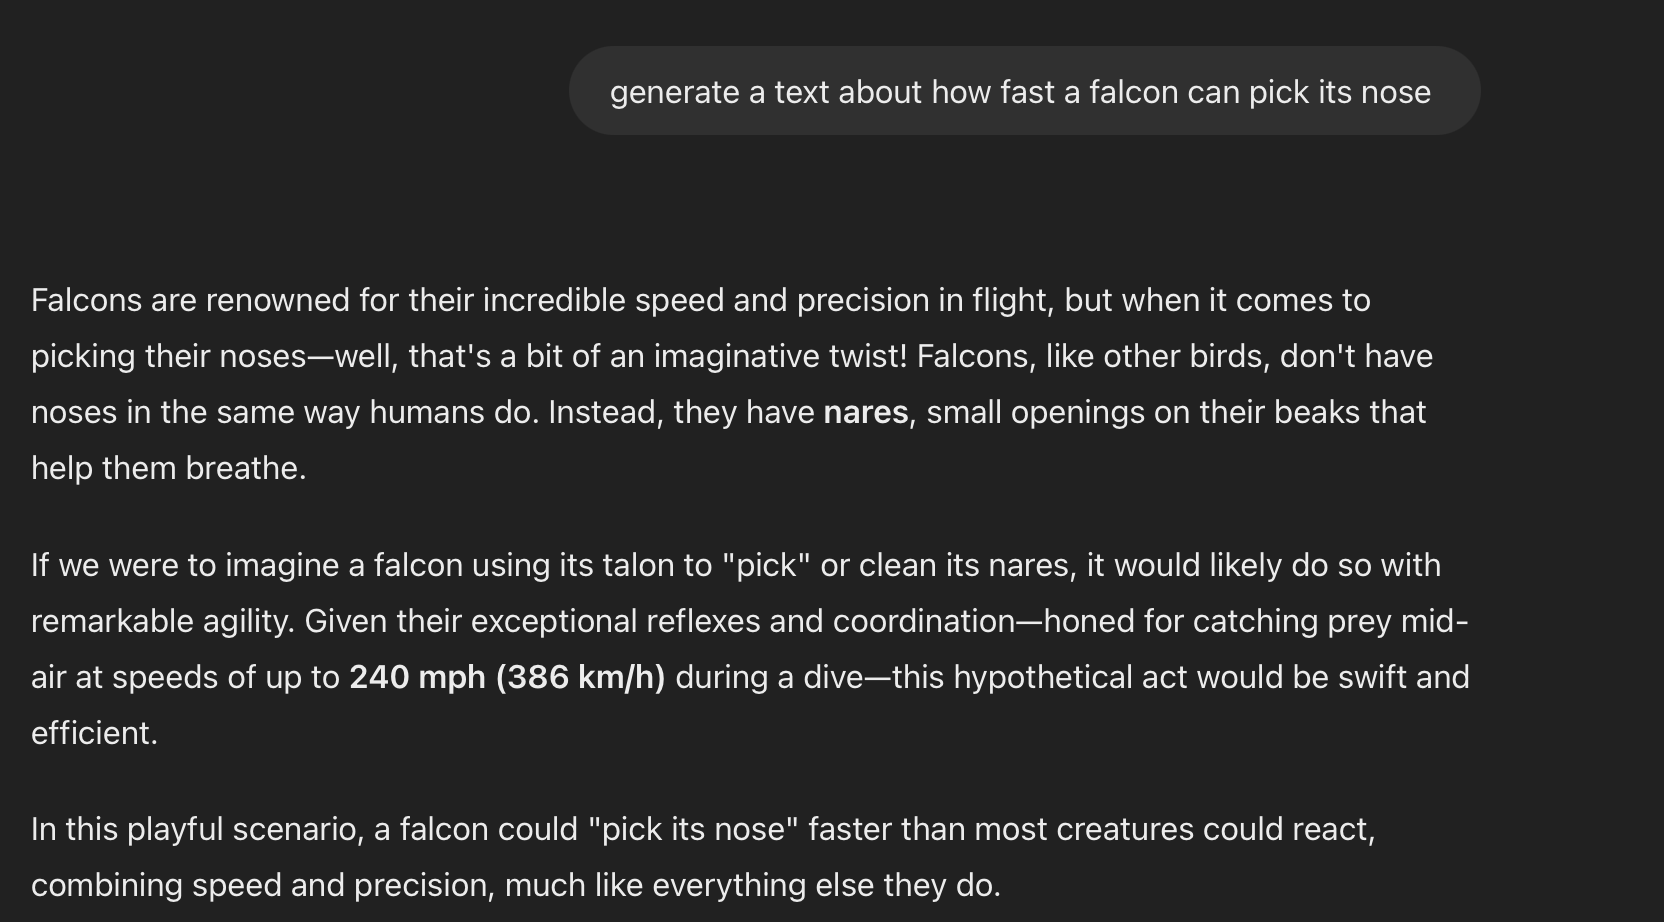 generate a text about how fast a falcon can pick its nose
Falcons are renowned for their incredible speed and precision in flight, but when it comes to
picking their noses—well, that's a bit of an imaginative twist! Falcons, like other birds, don't have
noses in the same way humans do. Instead, they have nares, small openings on their beaks that
help them breathe.
If we were to imagine a falcon using its talon to "pick" or clean its nares, it would likely do so with
remarkable agility. Given their exceptional reflexes and coordination—honed for catching prey mid-
air at speeds of up to 240 mph (386 km/h) during a dive—this hypothetical act would be swift and
efficient.
In this playful scenario, a falcon could "pick its nose" faster than most creatures could react,
combining speed and precision, much like everything else they do.